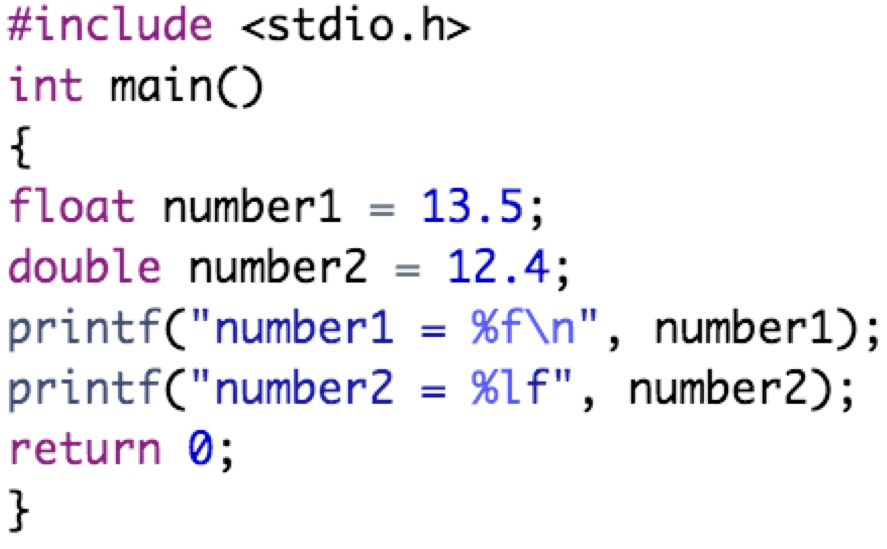 #include <stdio.h>
int main()
{
float number1 = 13.5;
double number2 = 12.4;
printf("number1 = %f\n", number1);
printf("number2 = %lf", number2);
return 0;
}